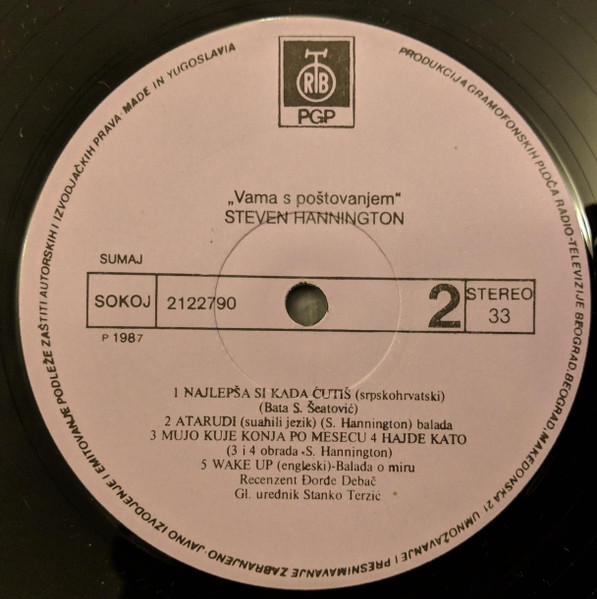 RTB
PGP
„Vama s poštovanjem“
STEVEN HANNINGTON
SUMAJ
SOKOJ
2122790
2
STEREO
33
P 1987
1 NAJLEPŠA SI KADA ĆUTIŠ (srpskohrvatski)
(Bata S. Šeatović)
2 ATARUDI (suahili jezik) (S. Hannington) balada
3 MUJO KUJE KONJA PO MESECU 4 HAJDE KATO
(3 i 4 obrada - S. Hannington)
5 WAKE UP (engleski)-Balada o miru
Recenzent Đorđe Debač
Gl. urednik Stanko Terzić
PRODUKCIJA GRAMOFONSKIH PLOČA RADIO-TELEVIZIJE BEOGRAD, BEOGRAD, MAKEDONSKA 21 UMNOŽAVANJE I PRESNIMAVANJE ZABRANJENO. JAVNO IZVODJENJE I EMITOVANJE PODLEŽE ZAŠTITI AUTORSKIH I IZVODJAČKIH PRAVA · MADE IN YUGOSLAVIA